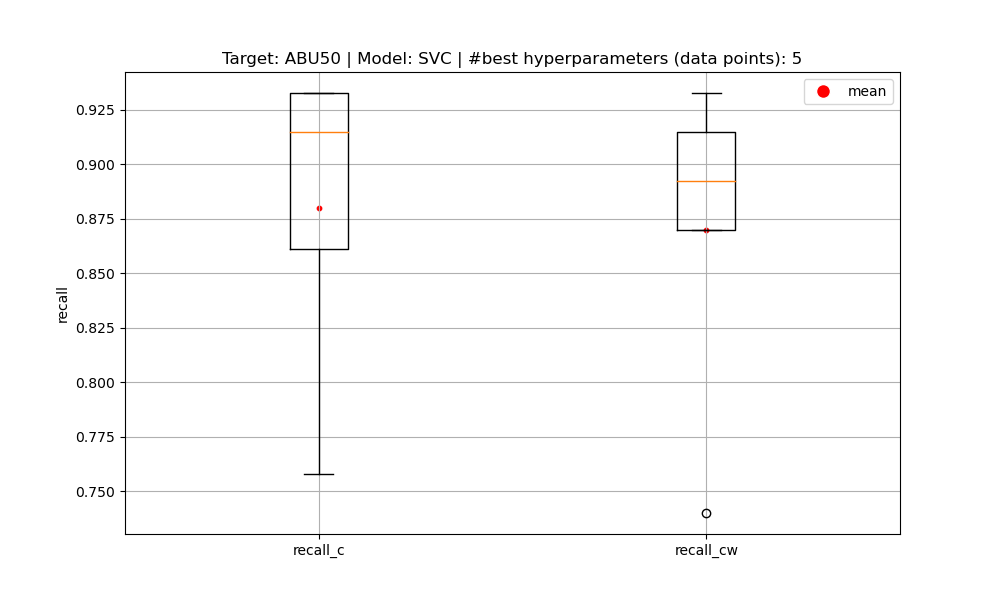 Target: ABU50 | Model: SVC | #best hyperparameters (data points): 5
mean
0.925
0.900
0.875
0.850
0.825
0.800
0.775
0.750
recall
recall_c
recall_cw